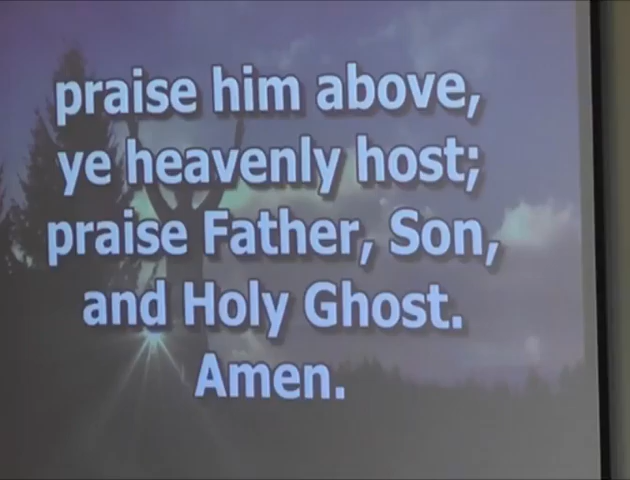 praise him above,
ye heavenly host;
praise Father, Son,
and Holy Ghost.
Amen.